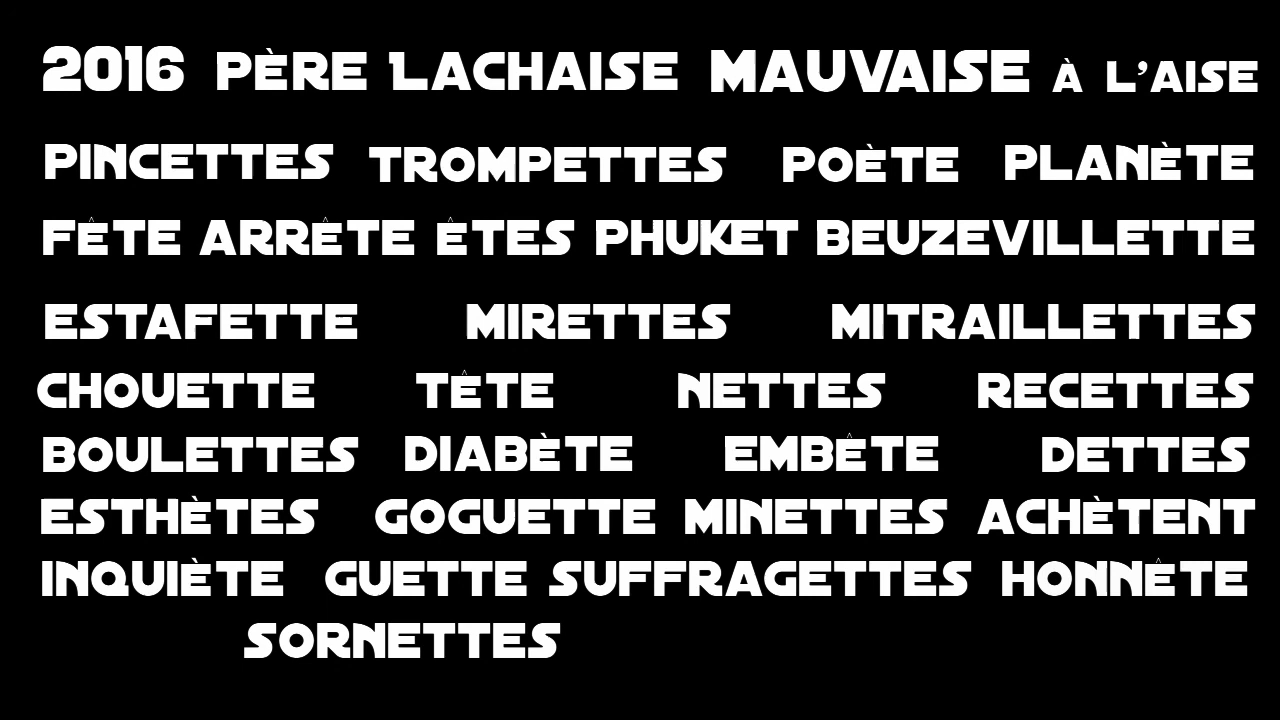 2016 PÈRE LACHAISE MAUVAISE À L'AISE
PINCETTES TROMPETTES POÈTE PLANÈTE
FÊTE ARRÊTE ÊTES PHUKET BEUZEVILLETTE
ESTAFETTE MIRETTES MITRAILLETTES
CHOUETTE TÊTE NETTES RECETTES
BOULETTES DIABÈTE EMBÊTE DETTES
ESTHÈTES GOGUETTE MINETTES ACHÈTENT
INQUIÈTE GUETTE SUFFRAGETTES HONNÊTE
SORNETTES